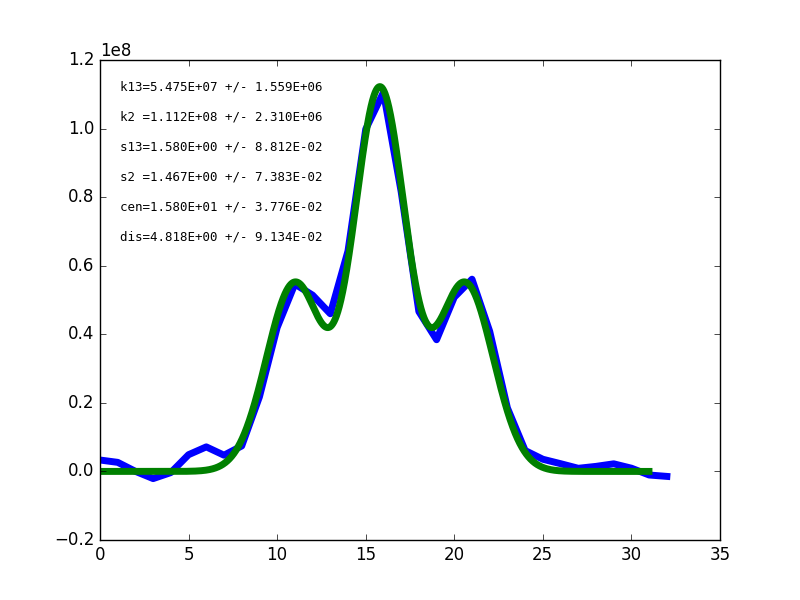 1e8
1.2
1.0
0.8
0.6
0.4
0.2
0.0
−0.2
k13=5.475E+07 +/- 1.559E+06
k2 =1.112E+08 +/- 2.310E+06
s13=1.580E+00 +/- 8.812E-02
s2 =1.467E+00 +/- 7.383E-02
cen=1.580E+01 +/- 3.776E-02
dis=4.818E+00 +/- 9.134E-02
0 5 10 15 20 25 30 35